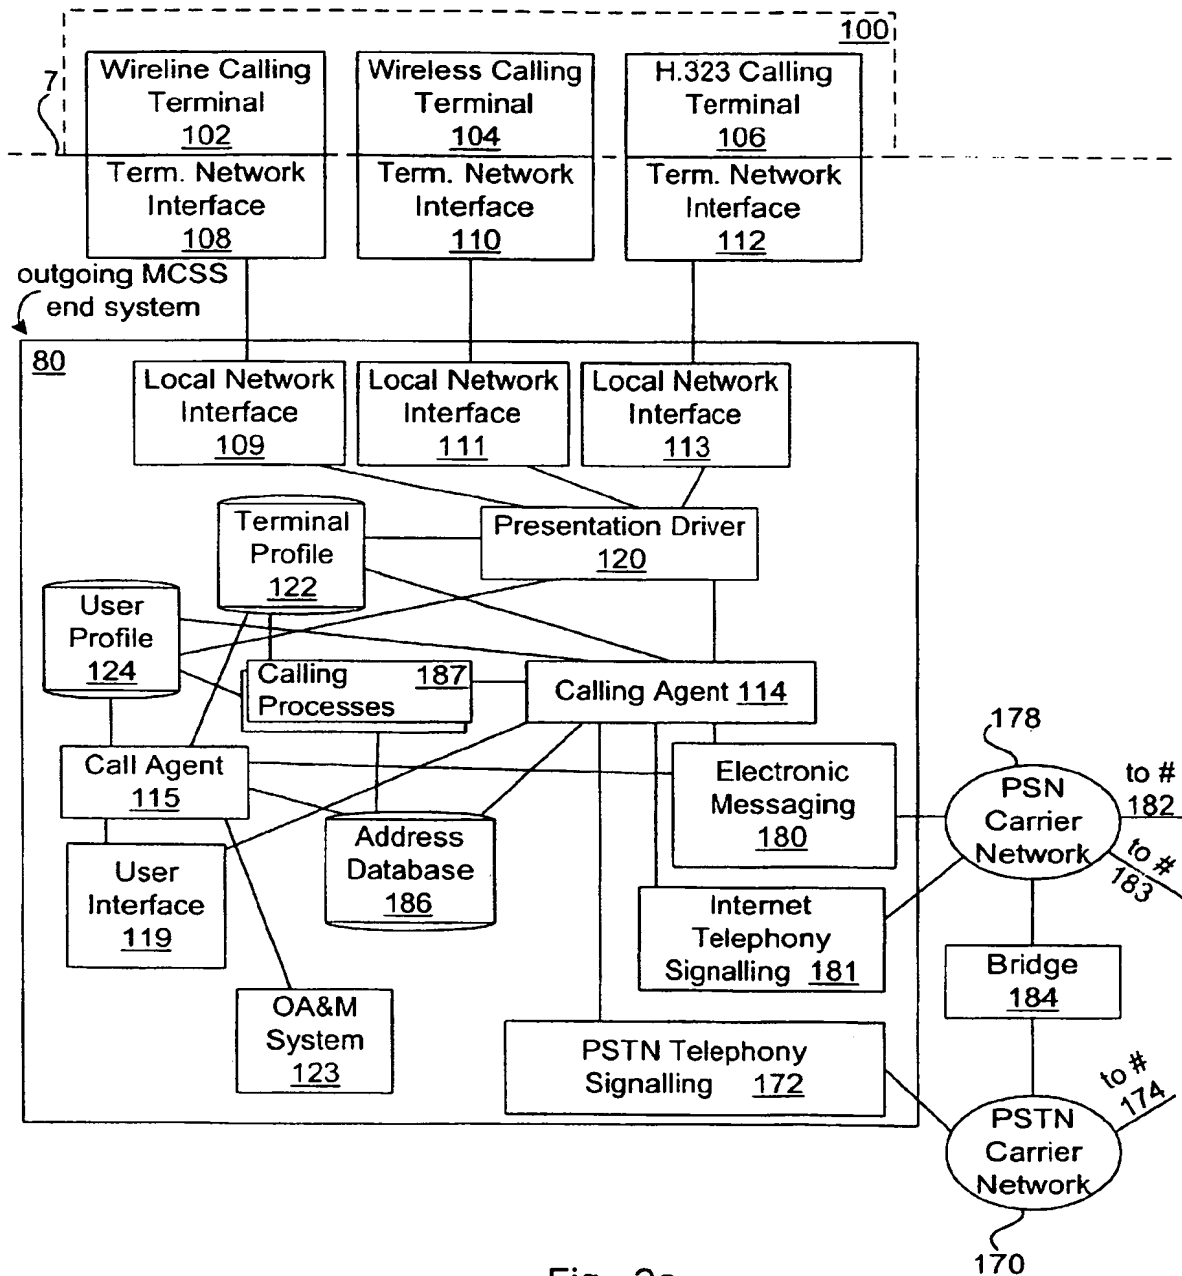 100
7
Wireline Calling
Terminal
102
Wireless Calling
Terminal
104
H.323 Calling
Terminal
106
Term. Network
Interface
108
Term. Network
Interface
110
Term. Network
Interface
112
outgoing MCSS
end system
80
Local Network
Interface
109
Local Network
Interface
111
Local Network
Interface
113
Terminal
Profile
122
Presentation Driver
120
User
Profile
124
Calling
Processes
187
Calling Agent 114
Call Agent
115
Electronic
Messaging
180
178
PSN
Carrier
Network
to #
182
to #
183
User
Interface
119
Address
Database
186
Internet
Telephony
Signalling 181
Bridge
184
OA&M
System
123
PSTN Telephony
Signalling 172
to #
174
PSTN
Carrier
Network
170